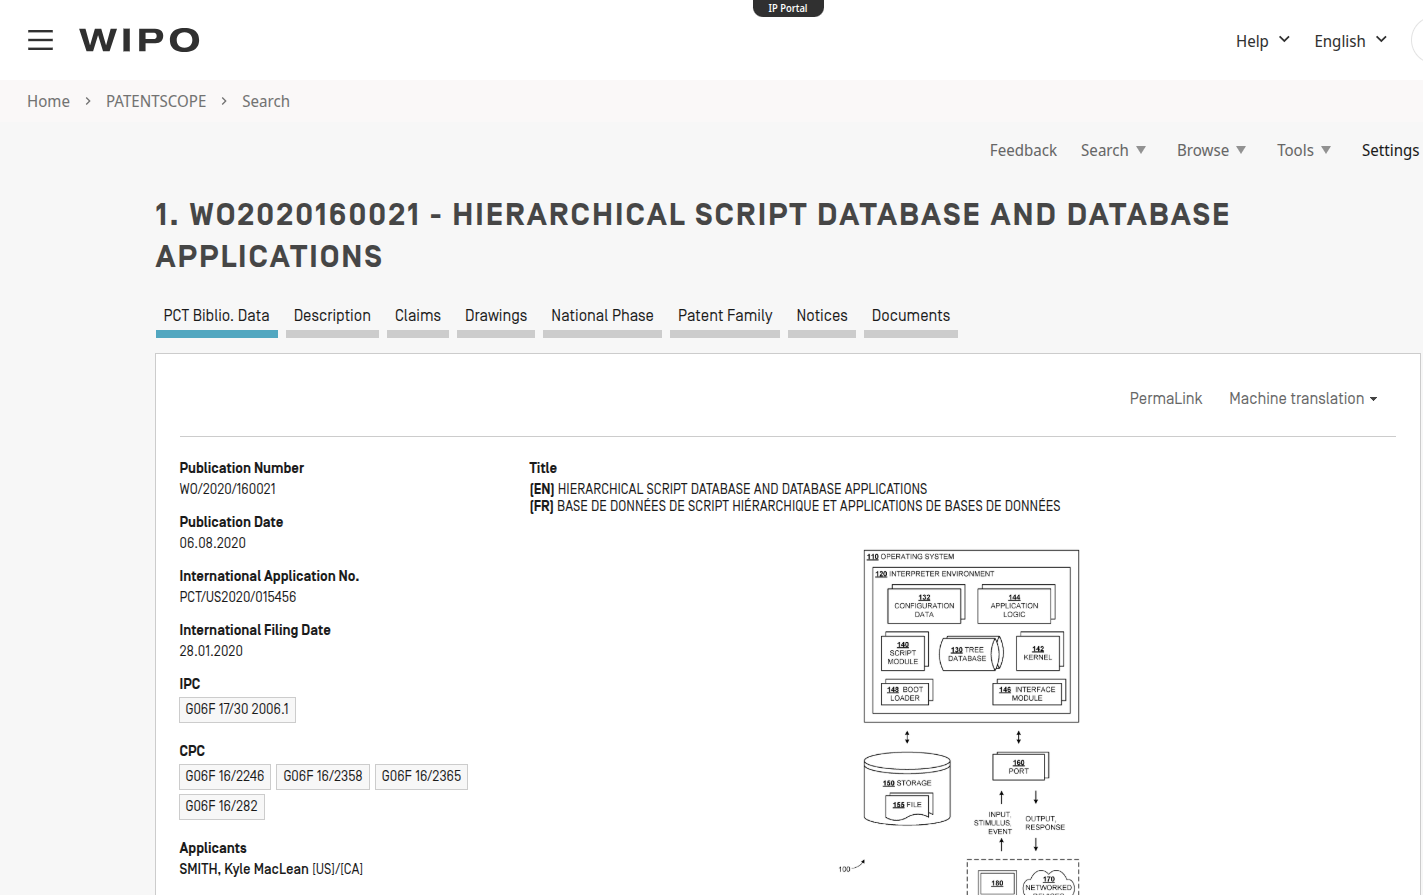 IP Portal
WIPO
Help
English
Home > PATENTSCOPE > Search
Feedback Search Browse Tools Settings
1. WO2020160021 - HIERARCHICAL SCRIPT DATABASE AND DATABASE
APPLICATIONS
PCT Biblio. Data Description Claims Drawings National Phase Patent Family Notices Documents
PermaLink Machine translation
Publication Number
WO/2020/160021
Publication Date
06.08.2020
International Application No.
PCT/US2020/015456
International Filing Date
28.01.2020
IPC
G06F 17/30 2006.1
CPC
G06F 16/2246 G06F 16/2358 G06F 16/2365
G06F 16/282
Applicants
SMITH, Kyle MacLean [US]/[CA]
Title
[EN] HIERARCHICAL SCRIPT DATABASE AND DATABASE APPLICATIONS
[FR] BASE DE DONNÉES DE SCRIPT HIÉRARCHIQUE ET APPLICATIONS DE BASES DE DONNÉES
110 OPERATING SYSTEM
120 INTERPRETER ENVIRONMENT
132
CONFIGURATION
DATA
144
APPLICATION
LOGIC
140
SCRIPT
MODULE
130 TREE
DATABASE
142
KERNEL
148 BOOT
LOADER
146 INTERFACE
MODULE
150 STORAGE
155 FILE
160
PORT
INPUT,
STIMULUS,
EVENT
OUTPUT,
RESPONSE
100
180
170
NETWORKED